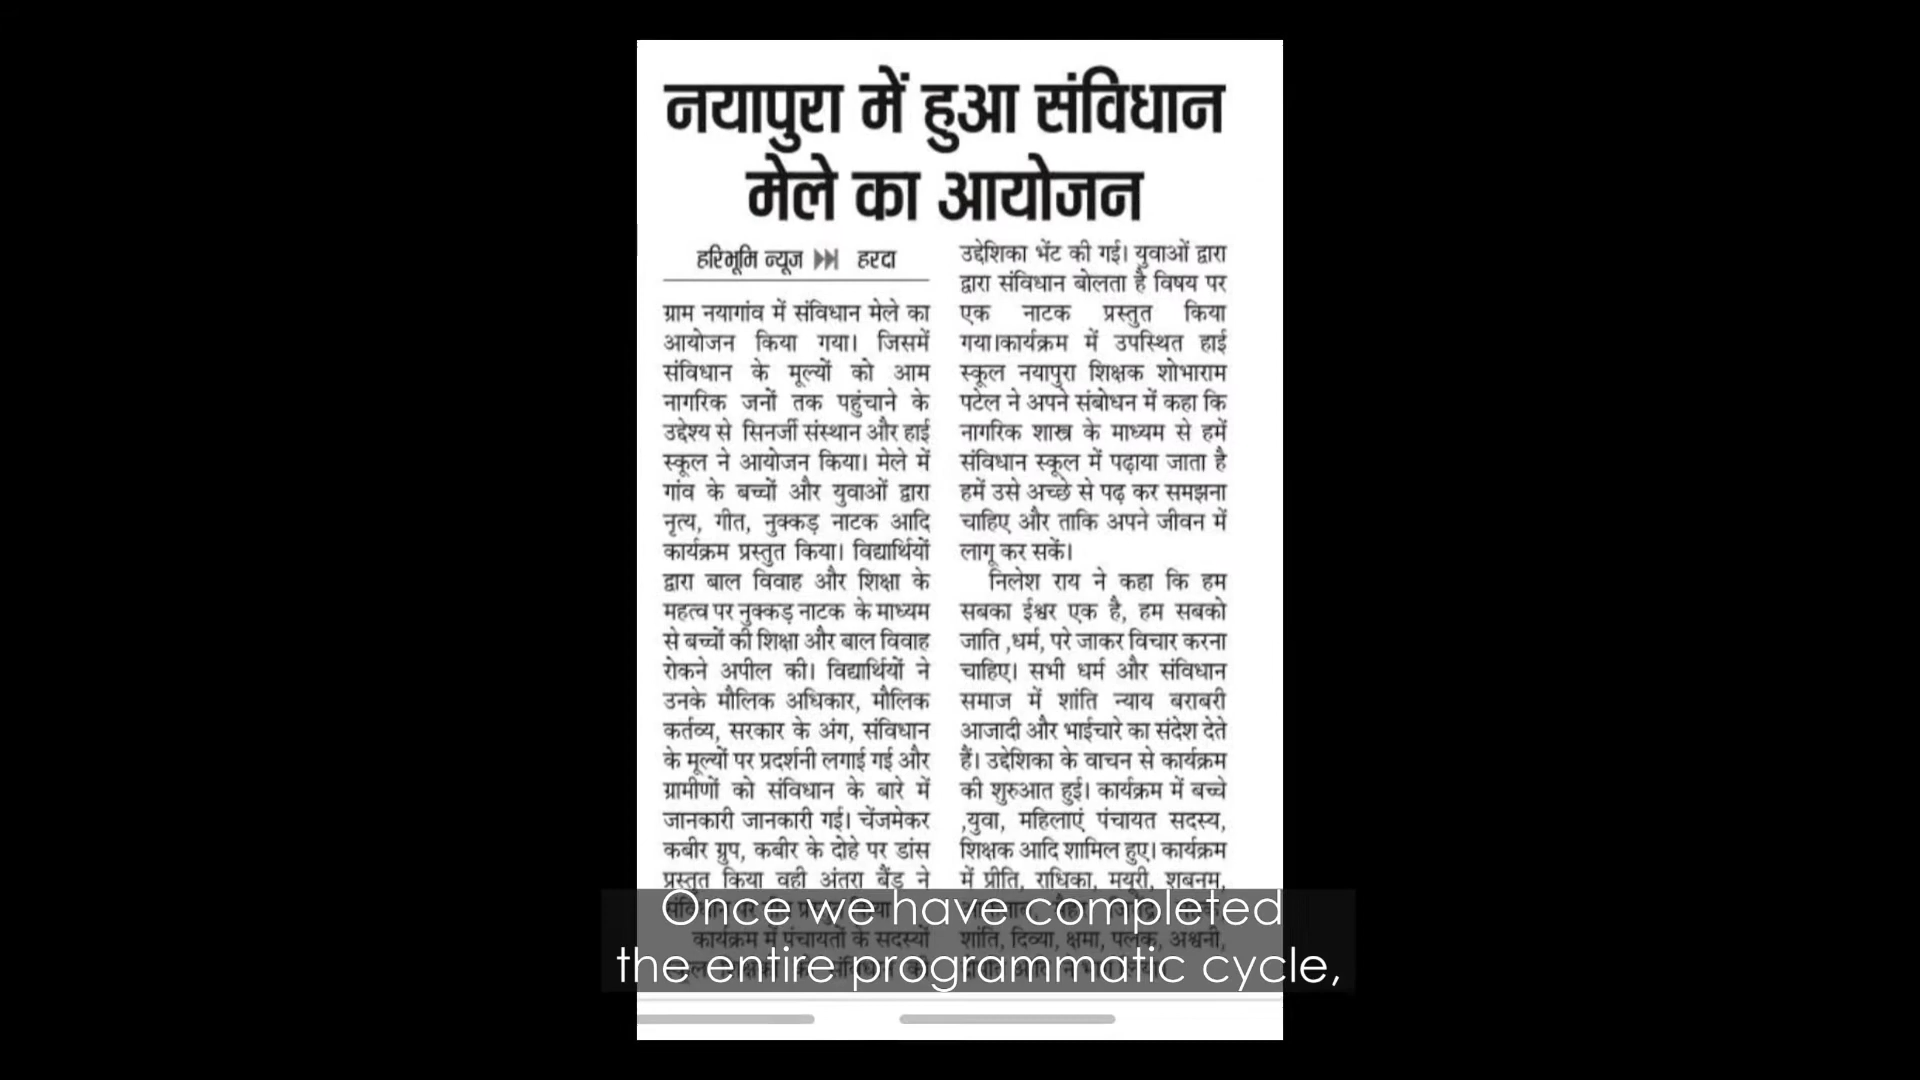 नयापुरा में हुआ संविधान
मेले का आयोजन
हरिभूमि न्यूज हरदा
ग्राम नयागांव में संविधान मेले का
आयोजन किया गया। जिसमें
संविधान के मूल्यों को आम
नागरिक जनों तक पहुंचाने के
उद्देश्य से सिनर्जी संस्थान और हाई
स्कूल ने आयोजन किया। मेले में
गांव के बच्चों और युवाओं द्वारा
नृत्य, गीत, नुक्कड़ नाटक आदि
कार्यक्रम प्रस्तुत किया। विद्यार्थियों
द्वारा बाल विवाह और शिक्षा के
महत्व पर नुक्कड़ नाटक के माध्यम
से बच्चों की शिक्षा और बाल विवाह
रोकने अपील की। विद्यार्थियों ने
उनके मौलिक अधिकार, मौलिक
कर्तव्य, सरकार के अंग, संविधान
के मूल्यों पर प्रदर्शनी लगाई गई और
ग्रामीणों को संविधान के बारे में
जानकारी जानकारी गई। चेंजमेकर
कबीर ग्रुप, कबीर के दोहे पर डांस
प्रस्तुत किया वही अंतरा बैंड ने
कार्यक्रम में पंचायतों के सदस्यों
उद्देशिका भेंट की गई। युवाओं द्वारा
द्वारा संविधान बोलता है विषय पर
एक नाटक प्रस्तुत किया
गया।कार्यक्रम में उपस्थित हाई
स्कूल नयापुरा शिक्षक शोभाराम
पटेल ने अपने संबोधन में कहा कि
नागरिक शास्त्र के माध्यम से हमें
संविधान स्कूल में पढ़ाया जाता है
हमें उसे अच्छे से पढ़ कर समझना
चाहिए और ताकि अपने जीवन में
लागू कर सकें।
निलेश राय ने कहा कि हम
सबका ईश्वर एक है, हम सबको
जाति ,धर्म, परे जाकर विचार करना
चाहिए। सभी धर्म और संविधान
समाज में शांति न्याय बराबरी
आजादी और भाईचारे का संदेश देते
हैं। उद्देशिका के वाचन से कार्यक्रम
की शुरुआत हुई। कार्यक्रम में बच्चे
,युवा, महिलाएं पंचायत सदस्य,
शिक्षक आदि शामिल हुए। कार्यक्रम
में प्रीति, राधिका, मयूरी, शबनम,
शांति, दिव्या, क्षमा, पलक, अश्वनी,
Once we have completed
the entire programmatic cycle,